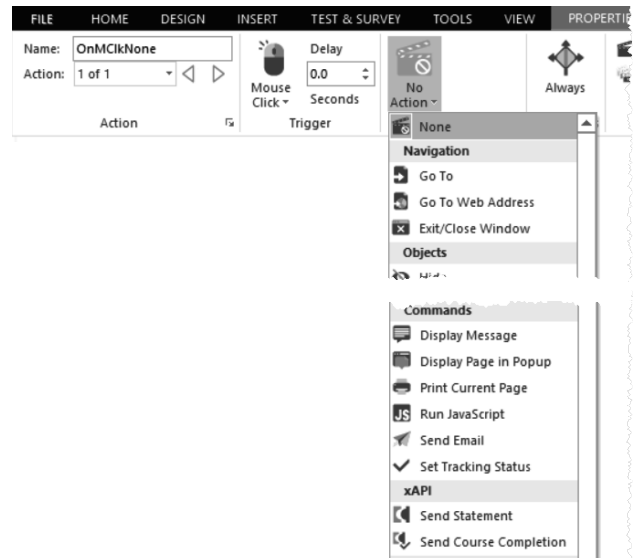 FILE HOME DESIGN INSERT TEST & SURVEY TOOLS VIEW
Name: OnMClkNone
Action: 1 of 1
Action
Mouse
Click
Delay
0.0
Seconds
Trigger
No
Action
Always
None
Navigation
Go To
Go To Web Address
Exit/Close Window
Objects
Commands
Display Message
Display Page in Popup
Print Current Page
JS Run JavaScript
Send Email
Set Tracking Status
xAPI
Send Statement
Send Course Completion